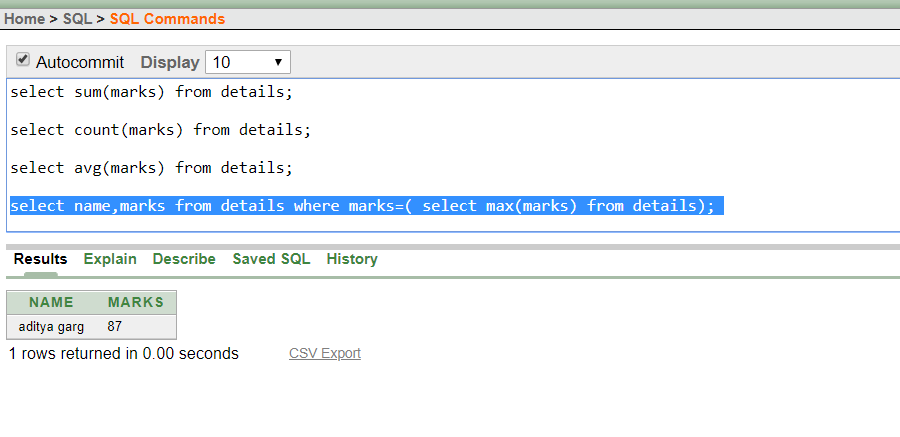 Home > SQL > SQL Commands
Autocommit Display 10
select sum(marks) from details;
select count(marks) from details;
select avg(marks) from details;
select name,marks from details where marks=( select max(marks) from details);
Results Explain Describe Saved SQL History
NAME MARKS
aditya garg 87
1 rows returned in 0.00 seconds CSV Export